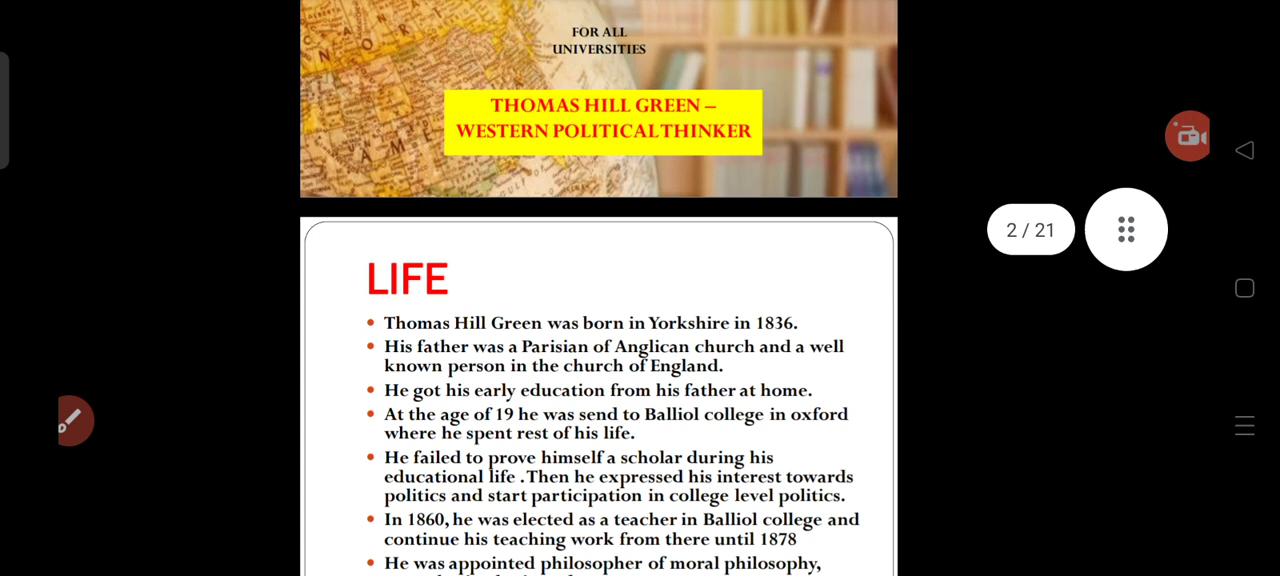 FOR ALL
UNIVERSITIES
THOMAS HILL GREEN –
WESTERN POLITICAL THINKER
2 / 21
LIFE
• Thomas Hill Green was born in Yorkshire in 1836.
• His father was a Parisian of Anglican church and a well
known person in the church of England.
• He got his early education from his father at home.
• At the age of 19 he was send to Balliol college in oxford
where he spent rest of his life.
• He failed to prove himself a scholar during his
educational life . Then he expressed his interest towards
politics and start participation in college level politics.
• In 1860, he was elected as a teacher in Balliol college and
continue his teaching work from there until 1878
• He was appointed philosopher of moral philosophy,